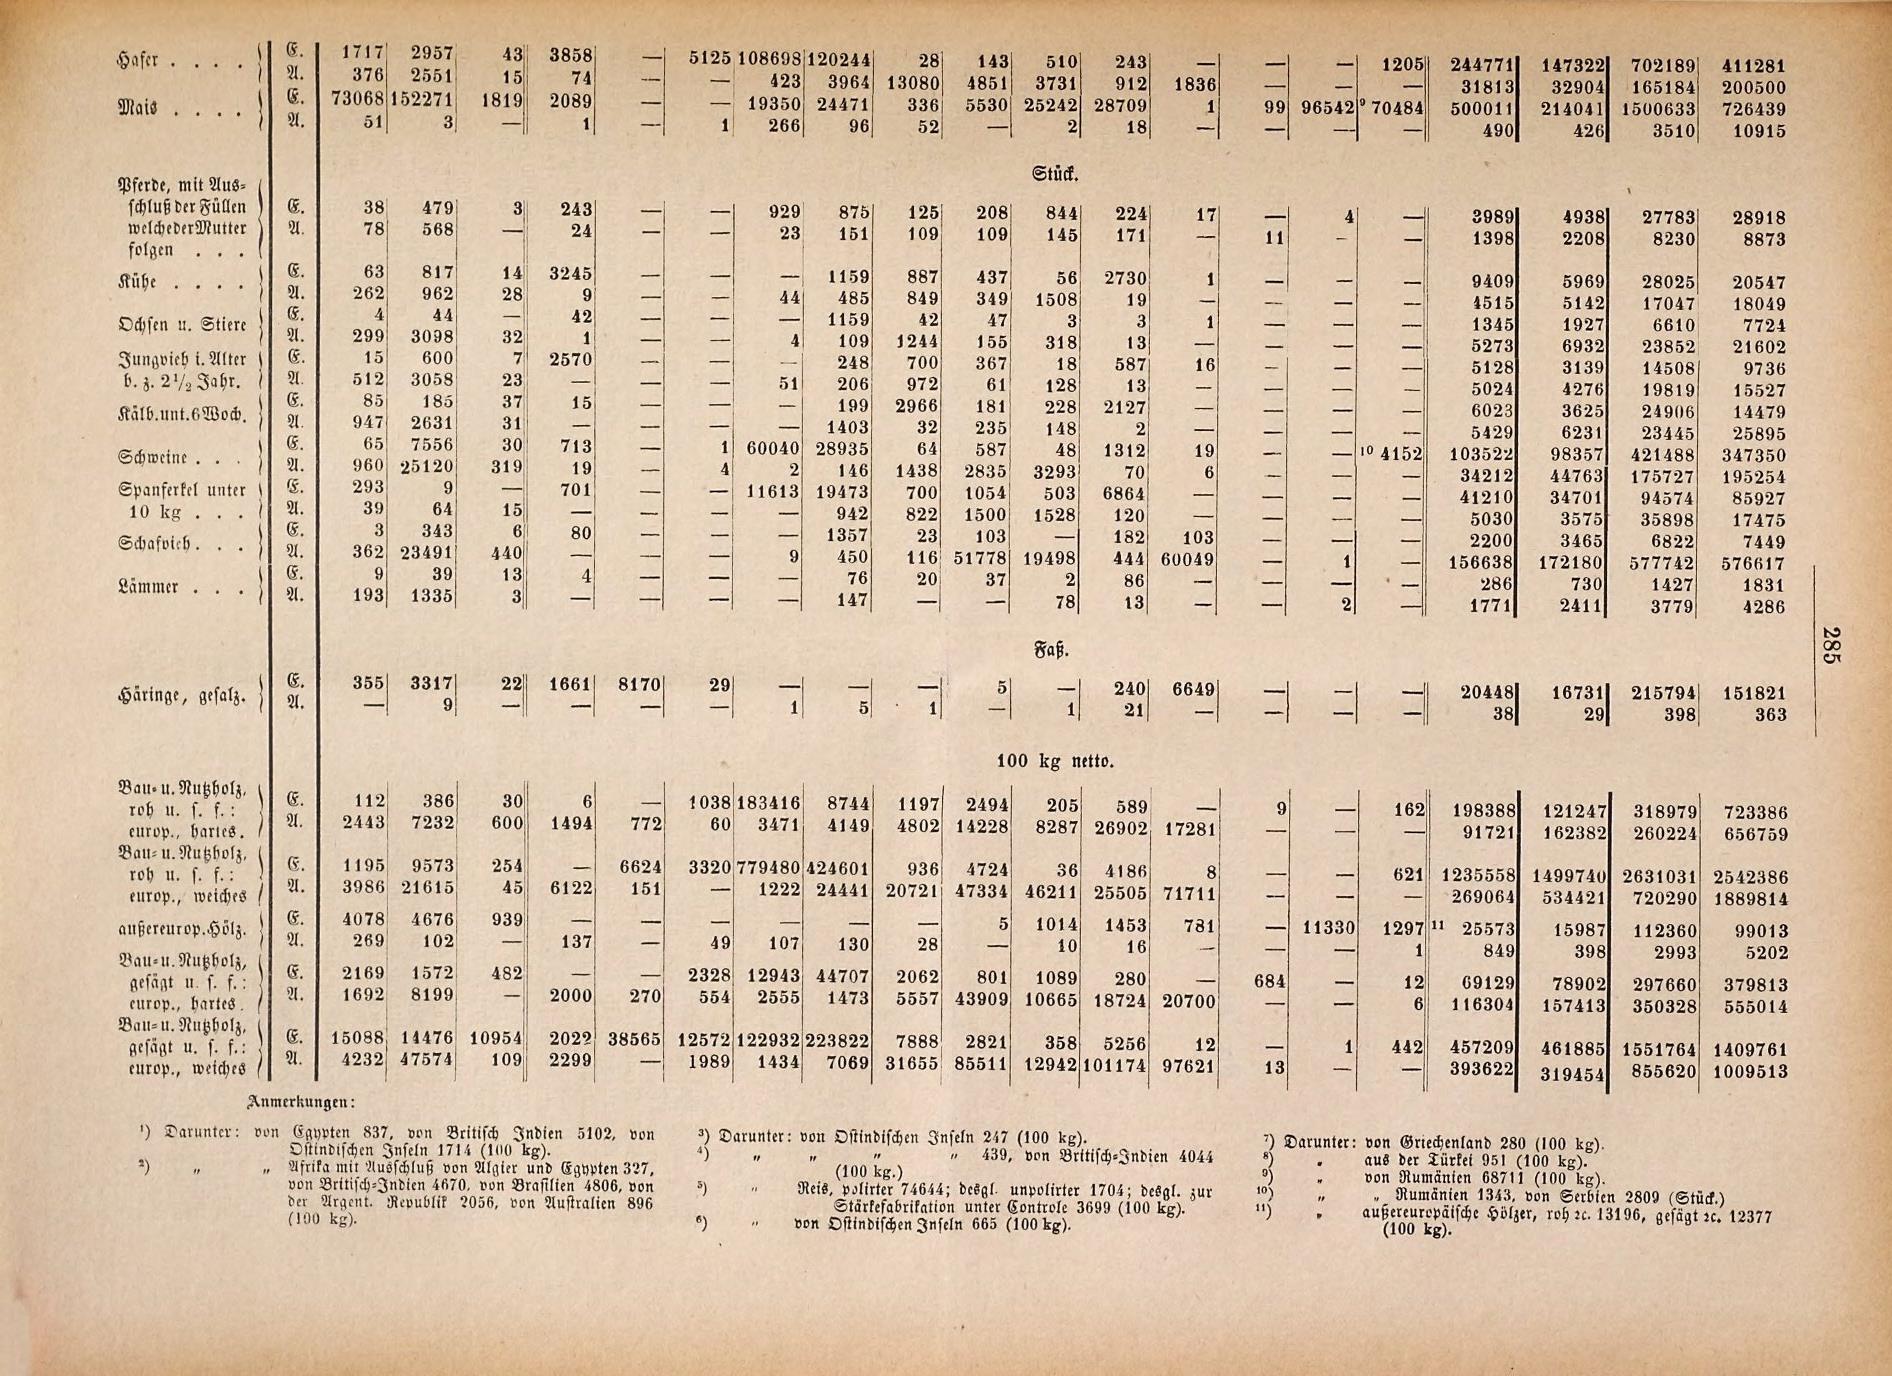 Hafer . . . . E. 1717 2957 43 3858 — 5125 108698 120244 28 143 510 243 — — — 1205 244771 147322 702189 411281
A. 376 2551 15 74 — — 423 3964 13080 4851 3731 912 1836 — — — 31813 32904 165184 200500
Mais . . . . E. 73068 152271 1819 2089 — — 19350 24471 336 5530 25242 28709 1 99 96542 ⁹ 70484 500011 214041 1500633 726439
A. 51 3 — 1 — 1 266 96 52 — 2 18 — — — — 490 426 3510 10915
Stück.
Pferde, mit Aus-
schluß der Füllen E. 38 479 3 243 — — 929 875 125 208 844 224 17 — 4 — 3989 4938 27783 28918
welche der Mutter A. 78 568 — 24 — — 23 151 109 109 145 171 — 11 – — 1398 2208 8230 8873
folgen . . .
Kühe . . . . E. 63 817 14 3245 — — — 1159 887 437 56 2730 1 — — — 9409 5969 28025 20547
A. 262 962 28 9 — — 44 485 849 349 1508 19 — — — — 4515 5142 17047 18049
Ochsen u. Stiere E. 4 44 — 42 — — — 1159 42 47 3 3 1 — — — 1345 1927 6610 7724
A. 299 3098 32 1 — — 4 109 1244 155 318 13 — — — — 5273 6932 23852 21602
Jungvieh i. Alter E. 15 600 7 2570 — — — 248 700 367 18 587 16 — — — 5128 3139 14508 9736
b. z. 2½ Jahr. A. 512 3058 23 — — — 51 206 972 61 128 13 — — — — 5024 4276 19819 15527
Kälb. unt. 6 Woch. E. 85 185 37 15 — — — 199 2966 181 228 2127 — — — — 6023 3625 24906 14479
A. 947 2631 31 — — — — 1403 32 235 148 2 — — — — 5429 6231 23445 25895
Schweine . . . E. 65 7556 30 713 — 1 60040 28935 64 587 48 1312 19 — — ¹⁰ 4152 103522 98357 421488 347350
A. 960 25120 319 19 — 4 2 146 1438 2835 3293 70 6 — — — 34212 44763 175727 195254
Spanferkel unter E. 293 9 — 701 — — 11613 19473 700 1054 503 6864 — — — — 41210 34701 94574 85927
10 kg . . . A. 39 64 15 — — — — 942 822 1500 1528 120 — — — — 5030 3575 35898 17475
Schafvieh . . . E. 3 343 6 80 — — — 1357 23 103 — 182 103 — — — 2200 3465 6822 7449
A. 362 23491 440 — — — 9 450 116 51778 19498 444 60049 — 1 — 156638 172180 577742 576617
Lämmer . . . E. 9 39 13 4 — — — 76 20 37 2 86 — — — — 286 730 1427 1831
A. 193 1335 3 — — — — 147 — — 78 13 — — 2 — 1771 2411 3779 4286
285
Faß.
Häringe, gesalz. E. 355 3317 22 1661 8170 29 — — — 5 — 240 6649 — — — 20448 16731 215794 151821
A. — 9 — — — — 1 5 1 — 1 21 — — — — 38 29 398 363
100 kg netto.
Bau- u. Nutzholz,
roh u. s. f.: E. 112 386 30 6 — 1038 183416 8744 1197 2494 205 589 — 9 — 162 198388 121247 318979 723386
europ., hartes. A. 2443 7232 600 1494 772 60 3471 4149 4802 14228 8287 26902 17281 — — — 91721 162382 260224 656759
Bau- u. Nutzholz,
roh u. s. f.: E. 1195 9573 254 — 6624 3320 779480 424601 936 4724 36 4186 8 — — 621 1235558 1499740 2631031 2542386
europ., weiches A. 3986 21615 45 6122 151 — 1222 24441 20721 47334 46211 25505 71711 — — — 269064 534421 720290 1889814
außereurop. Hölz. E. 4078 4676 939 — — — — — — 5 1014 1453 781 — 11330 1297 ¹¹ 25573 15987 112360 99013
A. 269 102 — 137 — 49 107 130 28 — 10 16 — — — 1 849 398 2993 5202
Bau- u. Nutzholz,
gesägt u. s. f.: E. 2169 1572 482 — — 2328 12943 44707 2062 801 1089 280 — 684 — 12 69129 78902 297660 379813
europ., hartes. A. 1692 8199 — 2000 270 554 2555 1473 5557 43909 10665 18724 20700 — — 6 116304 157413 350328 555014
Bau- u. Nutzholz,
gesägt u. s. f.: E. 15088 14476 10954 2022 38565 12572 122932 223822 7888 2821 358 5256 12 — 1 442 457209 461885 1551764 1409761
europ., weiches A. 4232 47574 109 2299 — 1989 1434 7069 31655 85511 12942 101174 97621 13 — — 393622 319454 855620 1009513
Anmerkungen:
¹) Darunter: von Egypten 837, von Britisch Indien 5102, von
Ostindischen Inseln 1714 (100 kg).
²) „ „ Afrika mit Ausschluß von Algier und Egypten 327,
von Britisch-Indien 4670, von Brasilien 4806, von
der Argent. Republik 2056, von Australien 896
(100 kg).
³) Darunter: von Ostindischen Inseln 247 (100 kg).
⁴) „ „ „ „ 439, von Britisch-Indien 4044
(100 kg.)
⁵) „ Reis, polirter 74644; desgl. unpolirter 1704; desgl. zur
Stärkefabrikation unter Controle 3699 (100 kg).
⁶) „ von Ostindischen Inseln 665 (100 kg).
⁷) Darunter: von Griechenland 280 (100 kg).
⁸) „ aus der Türkei 951 (100 kg).
⁹) „ von Rumänien 68711 (100 kg).
¹⁰) „ „ Rumänien 1343, von Serbien 2809 (Stück.)
¹¹) „ außereuropäische Hölzer, roh ꝛc. 13196, gesägt ꝛc. 12377
(100 kg).